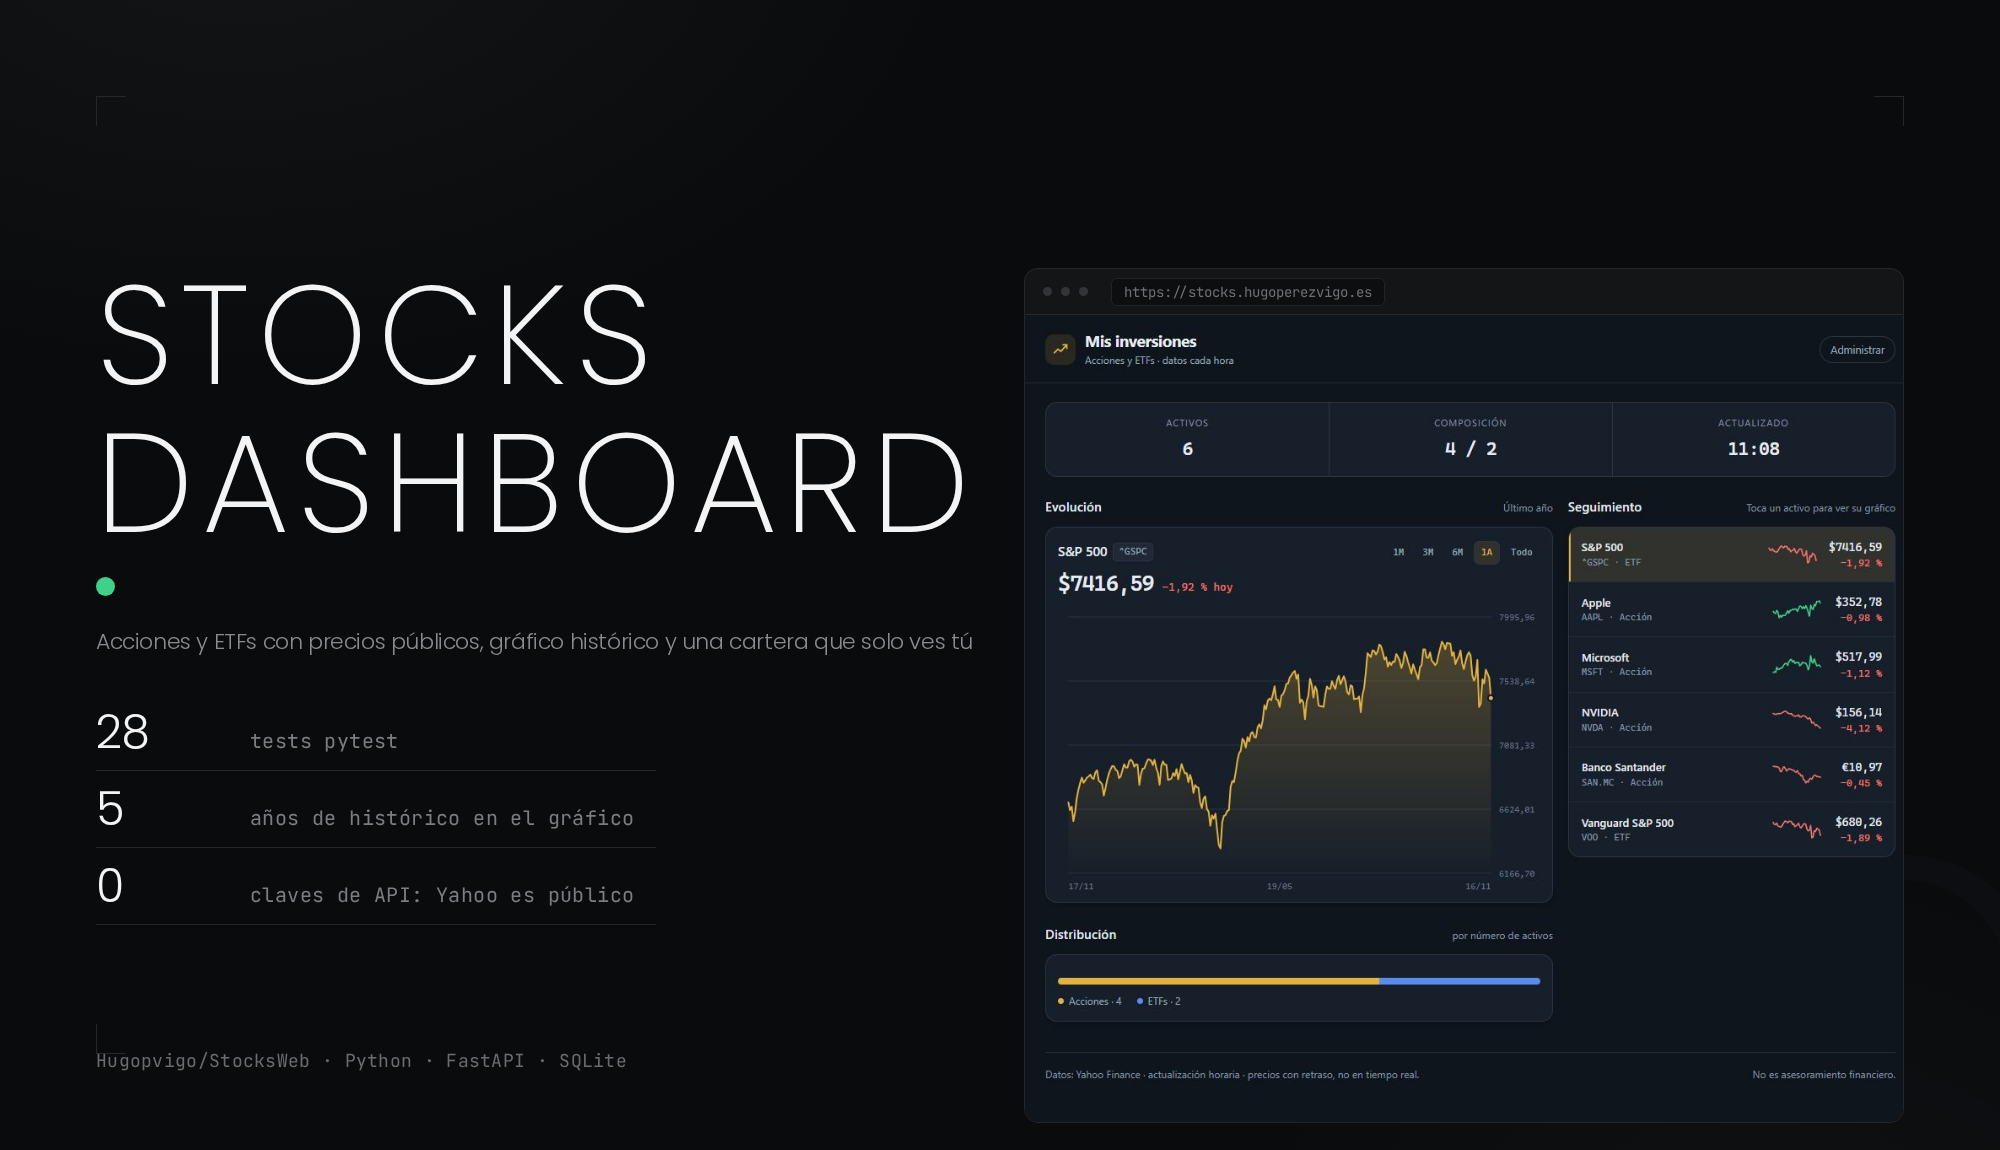 STOCKS
DASHBOARD
Acciones y ETFs con precios públicos, gráfico histórico y una cartera que solo ves tú
28 tests pytest
5 años de histórico en el gráfico
0 claves de API: Yahoo es público
Hugopvigo/StocksWeb · Python · FastAPI · SQLite
https://stocks.hugoperezvigo.es
Mis inversiones
Acciones y ETFs · datos cada hora
Administrar
ACTIVOS
6
COMPOSICIÓN
4 / 2
ACTUALIZADO
11:08
Evolución
Último año
S&P 500 ^GSPC
1M 3M 6M 1A Todo
$7416,59 −1,92 % hoy
7995,96
7538,64
7081,33
6624,01
6166,70
17/11 19/05 16/11
Seguimiento
Toca un activo para ver su gráfico
S&P 500 $7416,59
^GSPC · ETF −1,92 %
Apple $352,78
AAPL · Acción −0,98 %
Microsoft $517,99
MSFT · Acción −1,12 %
NVIDIA $156,14
NVDA · Acción −4,12 %
Banco Santander €10,97
SAN.MC · Acción −0,45 %
Vanguard S&P 500 $680,26
VOO · ETF −1,89 %
Distribución
por número de activos
Acciones · 4 ETFs · 2
Datos: Yahoo Finance · actualización horaria · precios con retraso, no en tiempo real.
No es asesoramiento financiero.